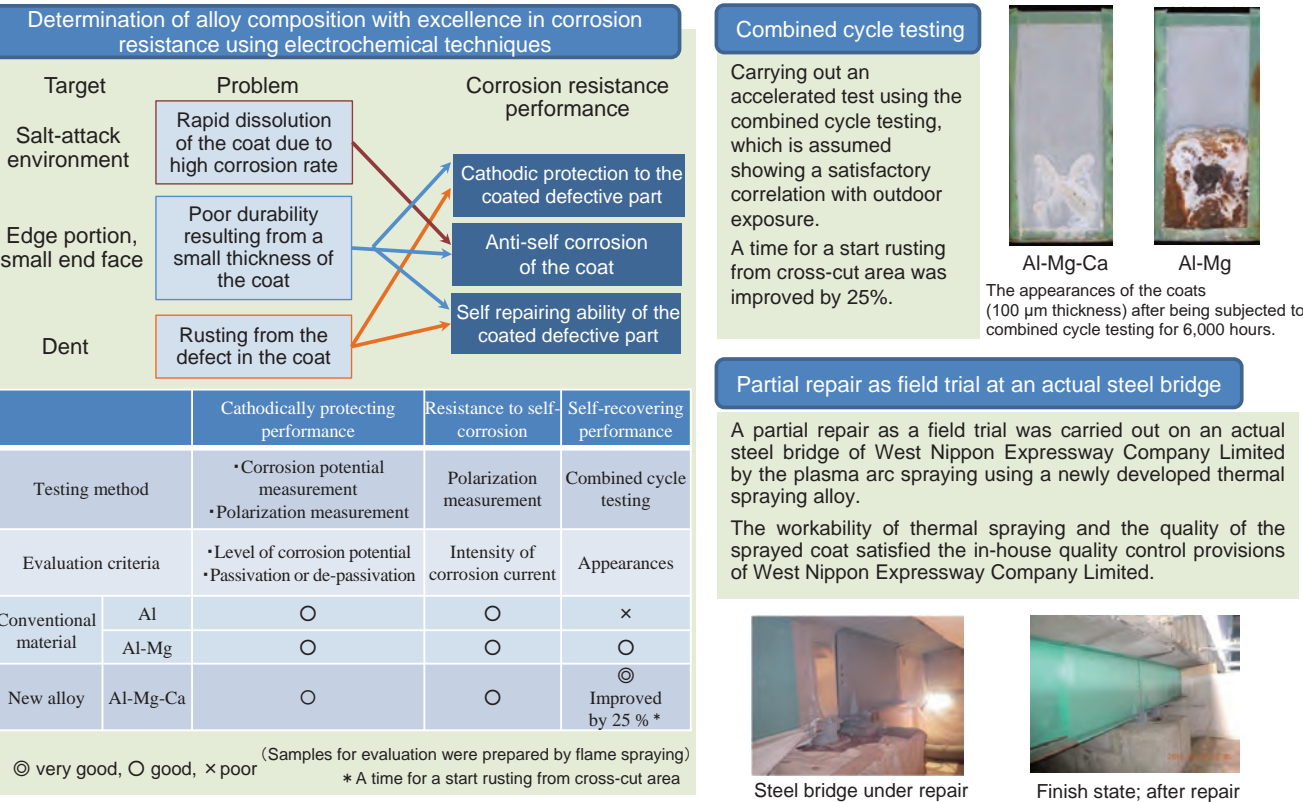 Determination of alloy composition with excellence in corrosion
resistance using electrochemical techniques
Target
Problem
Corrosion resistance
performance
Salt-attack
environment
Rapid dissolution
of the coat due to
high corrosion rate
Edge portion,
small end face
Poor durability
resulting from a
small thickness of
the coat
Dent
Rusting from the
defect in the coat
Cathodic protection to the
coated defective part
Anti-self corrosion
of the coat
Self repairing ability of the
coated defective part
Cathodically protecting
performance
Resistance to self-
corrosion
Self-recovering
performance
Testing method
・Corrosion potential
measurement
・Polarization measurement
Polarization
measurement
Combined cycle
testing
Evaluation criteria
・Level of corrosion potential
・Passivation or de-passivation
Intensity of
corrosion current
Appearances
Conventional
material
Al
○ ○ ×
Al-Mg
○ ○ ○
New alloy
Al-Mg-Ca
○ ○ ◎
Improved
by 25 % *
◎ very good, ○ good, × poor
(Samples for evaluation were prepared by flame spraying)
* A time for a start rusting from cross-cut area
Combined cycle testing
Carrying out an
accelerated test using the
combined cycle testing,
which is assumed
showing a satisfactory
correlation with outdoor
exposure.
A time for a start rusting
from cross-cut area was
improved by 25%.
Al-Mg-Ca
Al-Mg
The appearances of the coats
(100 μm thickness) after being subjected to
combined cycle testing for 6,000 hours.
Partial repair as field trial at an actual steel bridge
A partial repair as a field trial was carried out on an actual
steel bridge of West Nippon Expressway Company Limited
by the plasma arc spraying using a newly developed thermal
spraying alloy.
The workability of thermal spraying and the quality of the
sprayed coat satisfied the in-house quality control provisions
of West Nippon Expressway Company Limited.
Steel bridge under repair
Finish state; after repair